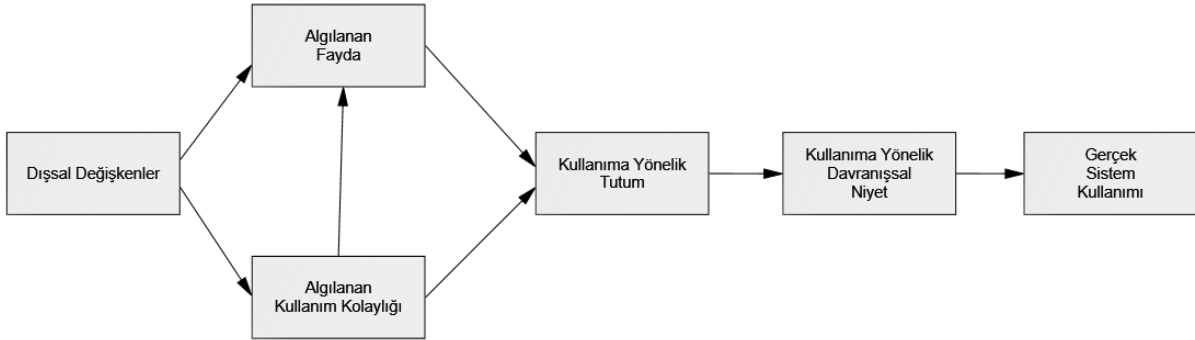 Algılanan
Fayda
Dışsal Değişkenler
Kullanıma Yönelik
Tutum
Kullanıma Yönelik
Davranışsal
Niyet
Gerçek
Sistem
Kullanımı
Algılanan
Kullanım Kolaylığı